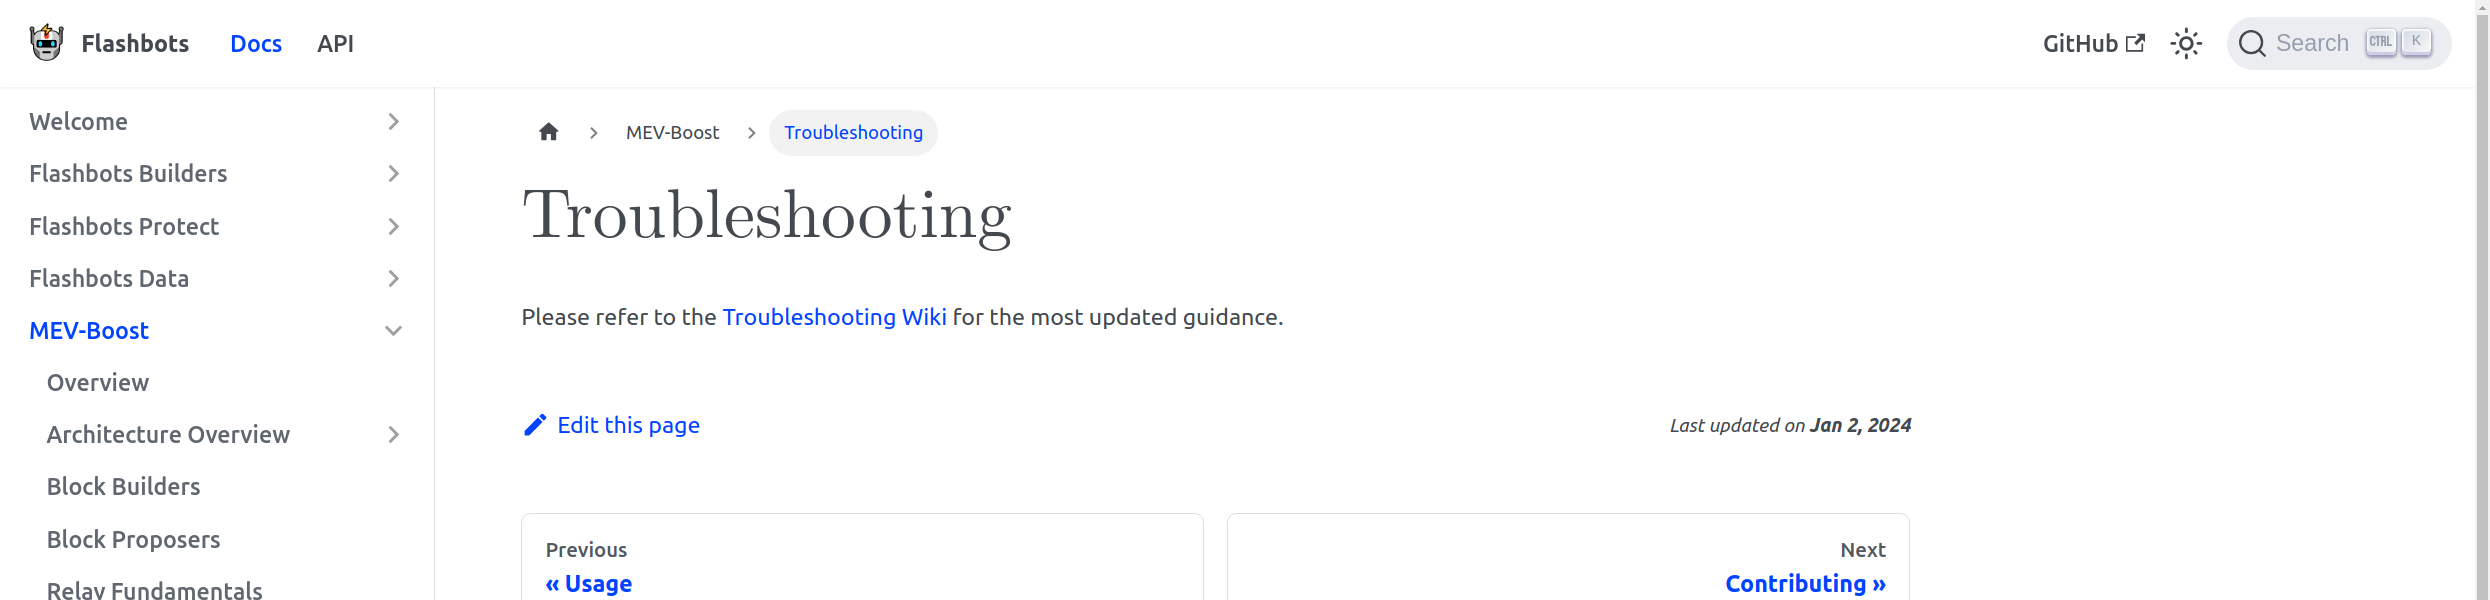 Flashbots Docs API GitHub Search CTRL K
Welcome
Flashbots Builders
Flashbots Protect
Flashbots Data
MEV-Boost
Overview
Architecture Overview
Block Builders
Block Proposers
Relay Fundamentals
MEV-Boost Troubleshooting
Troubleshooting
Please refer to the Troubleshooting Wiki for the most updated guidance.
Edit this page Last updated on Jan 2, 2024
Previous
« Usage
Next
Contributing »